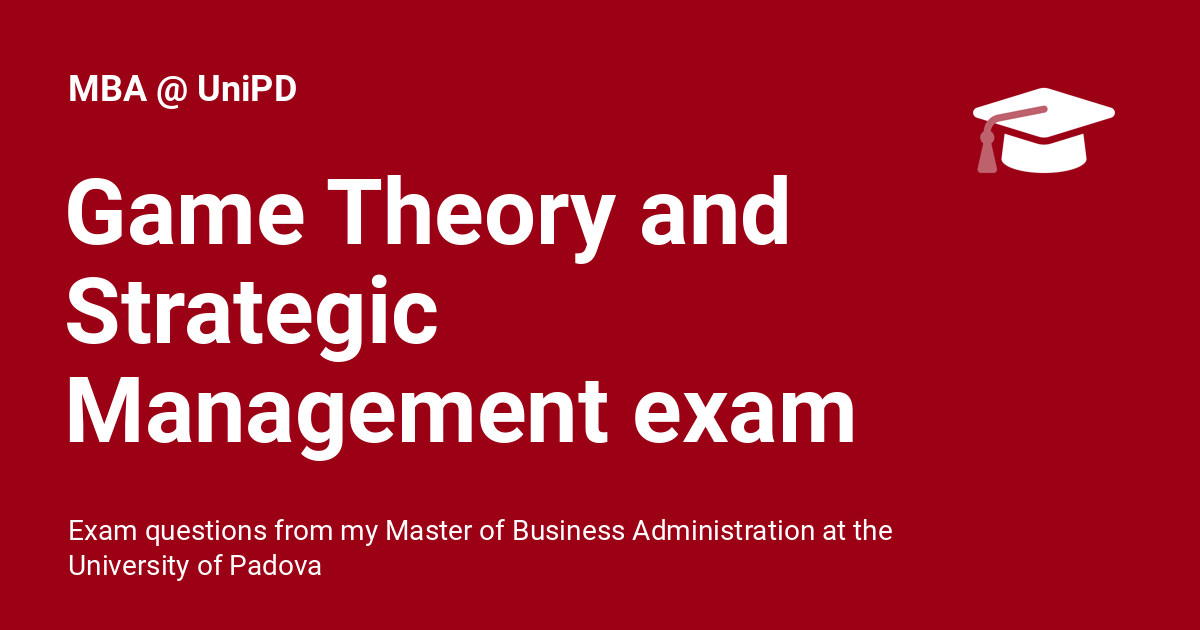 MBA @ UniPD
Game Theory and
Strategic
Management exam
Exam questions from my Master of Business Administration at the
University of Padova